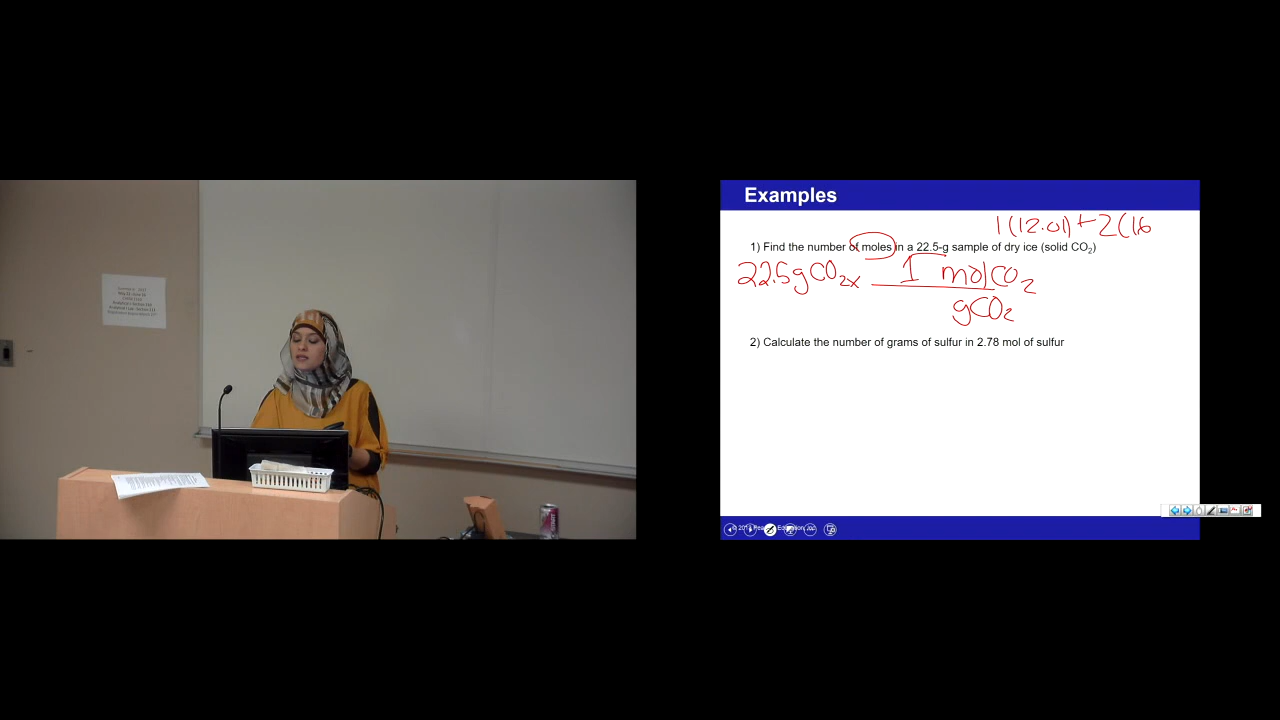 Examples
1(12.01) + 2(16
1) Find the number of moles in a 22.5-g sample of dry ice (solid CO₂)
22.5g CO₂ x 1 mol CO₂
g CO₂
2) Calculate the number of grams of sulfur in 2.78 mol of sulfur